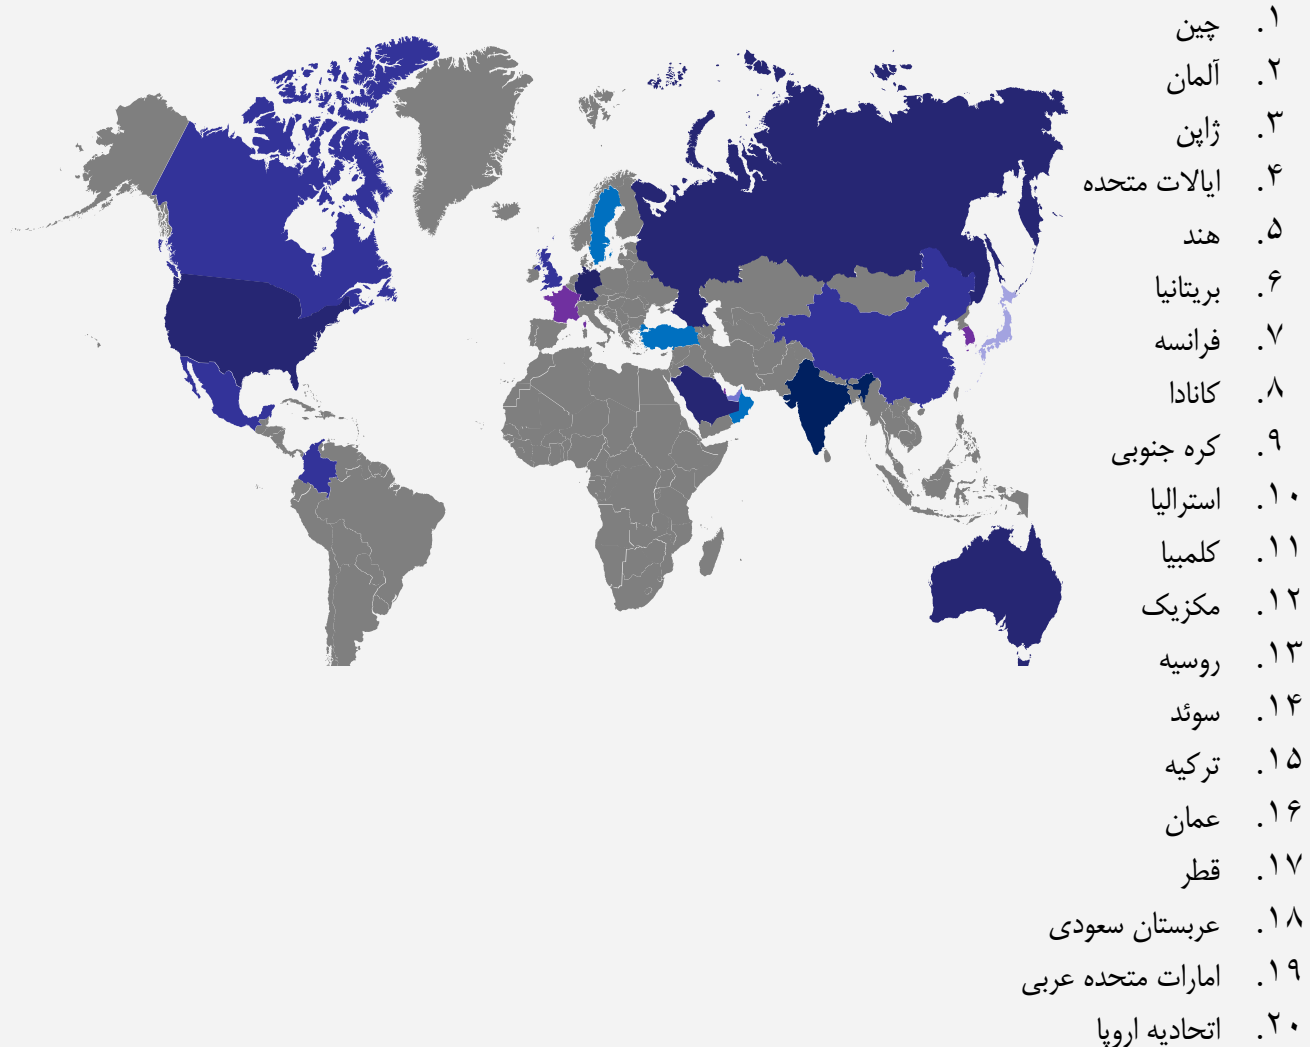 ۱. چین
۲. آلمان
۳. ژاپن
۴. ایالات متحده
۵. هند
۶. بریتانیا
۷. فرانسه
۸. کانادا
۹. کره جنوبی
۱۰. استرالیا
۱۱. کلمبیا
۱۲. مکزیک
۱۳. روسیه
۱۴. سوئد
۱۵. ترکیه
۱۶. عمان
۱۷. قطر
۱۸. عربستان سعودی
۱۹. امارات متحده عربی
۲۰. اتحادیه اروپا